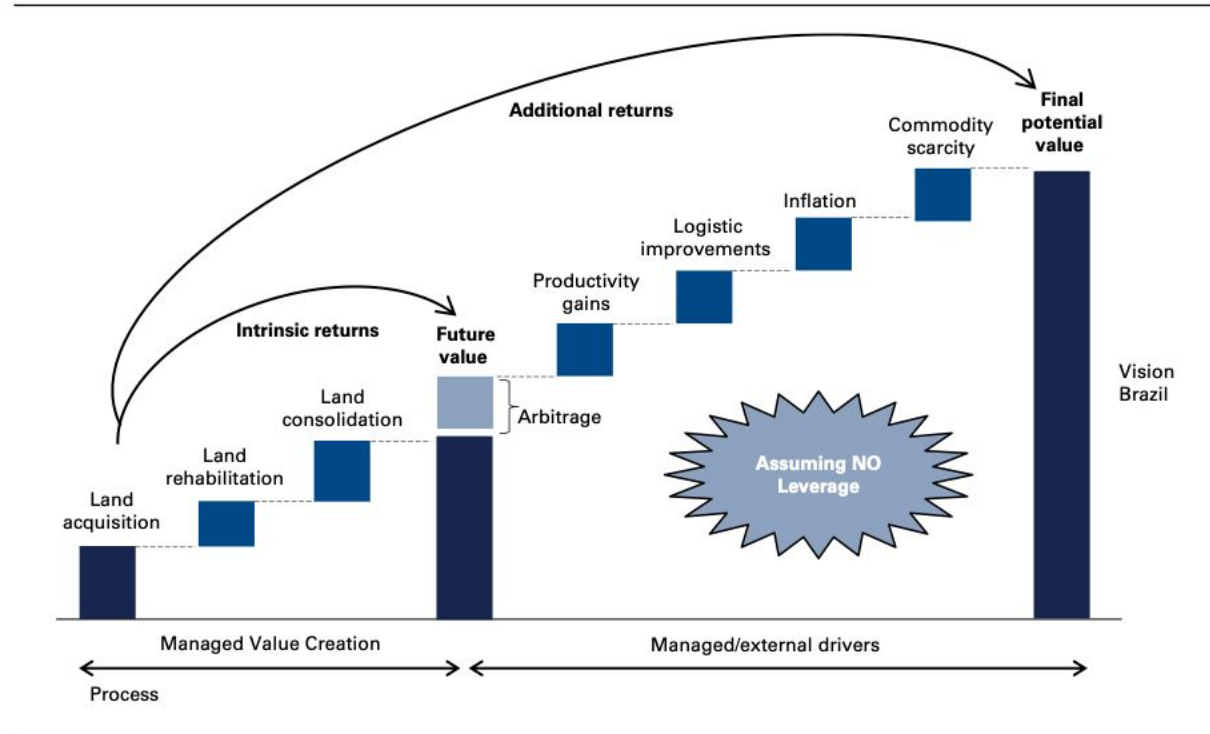 Additional returns
Final
potential
value
Commodity
scarcity
Inflation
Logistic
improvements
Productivity
gains
Intrinsic returns
Future
value
Arbitrage
Land
consolidation
Land
rehabilitation
Land
acquisition
Assuming NO
Leverage
Vision
Brazil
Managed Value Creation
Managed/external drivers
Process